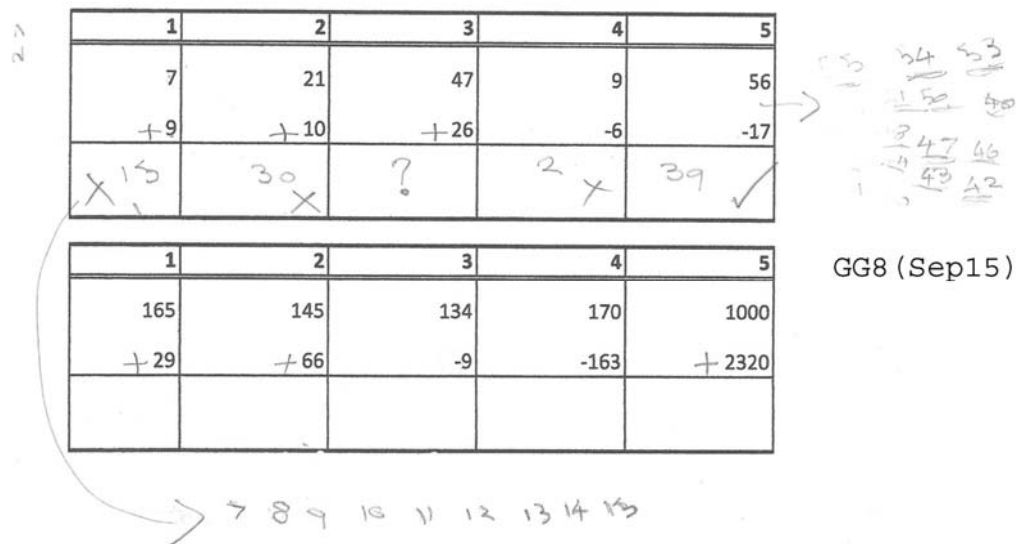 1 2 3 4 5
7 21 47 9 56
+9 +10 +26 -6 -17
X 15 30 X ? 2 X 39 ✓
54 53
50
47 46
43 42
1 2 3 4 5
165 145 134 170 1000
+29 +66 -9 -163 +2320
GG8(Sep15)
7 8 9 10 11 12 13 14 15